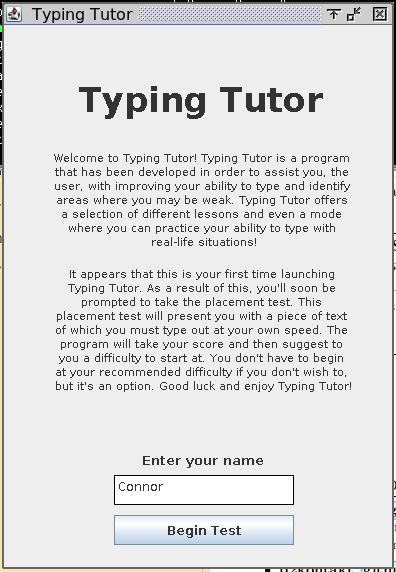 Typing Tutor
Typing Tutor
Welcome to Typing Tutor! Typing Tutor is a program
that has been developed in order to assist you, the
user, with improving your ability to type and identify
areas where you may be weak. Typing Tutor offers
a selection of different lessons and even a mode
where you can practice your ability to type with
real-life situations!
It appears that this is your first time launching
Typing Tutor. As a result of this, you'll soon be
prompted to take the placement test. This
placement test will present you with a piece of text
of which you must type out at your own speed. The
program will take your score and then suggest to
you a difficulty to start at. You don't have to begin
at your recommended difficulty if you don't wish to,
but it's an option. Good luck and enjoy Typing Tutor!
Enter your name
Connor
Begin Test